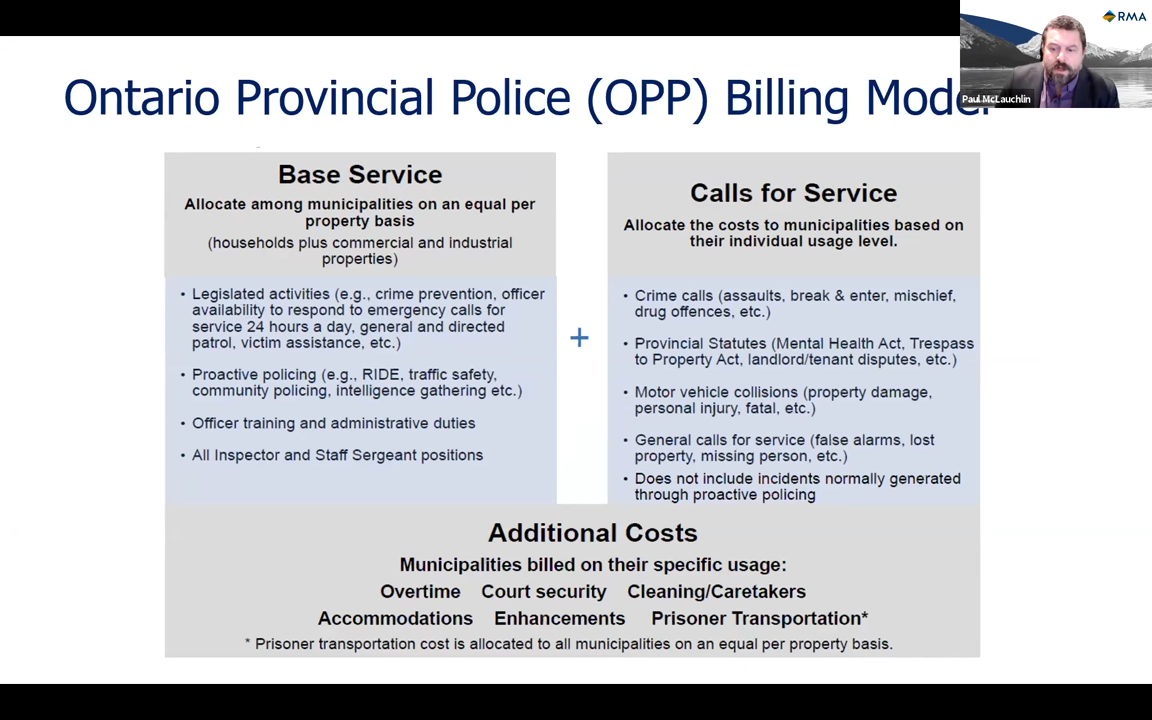 RMA
Paul McLauchlin
Ontario Provincial Police (OPP) Billing Model
Base Service
Allocate among municipalities on an equal per
property basis
(households plus commercial and industrial
properties)
• Legislated activities (e.g., crime prevention, officer
availability to respond to emergency calls for
service 24 hours a day, general and directed
patrol, victim assistance, etc.)
• Proactive policing (e.g., RIDE, traffic safety,
community policing, intelligence gathering etc.)
• Officer training and administrative duties
• All Inspector and Staff Sergeant positions
+
Calls for Service
Allocate the costs to municipalities based on
their individual usage level.
• Crime calls (assaults, break & enter, mischief,
drug offences, etc.)
• Provincial Statutes (Mental Health Act, Trespass
to Property Act, landlord/tenant disputes, etc.)
• Motor vehicle collisions (property damage,
personal injury, fatal, etc.)
• General calls for service (false alarms, lost
property, missing person, etc.)
• Does not include incidents normally generated
through proactive policing
Additional Costs
Municipalities billed on their specific usage:
Overtime Court security Cleaning/Caretakers
Accommodations Enhancements Prisoner Transportation*
* Prisoner transportation cost is allocated to all municipalities on an equal per property basis.